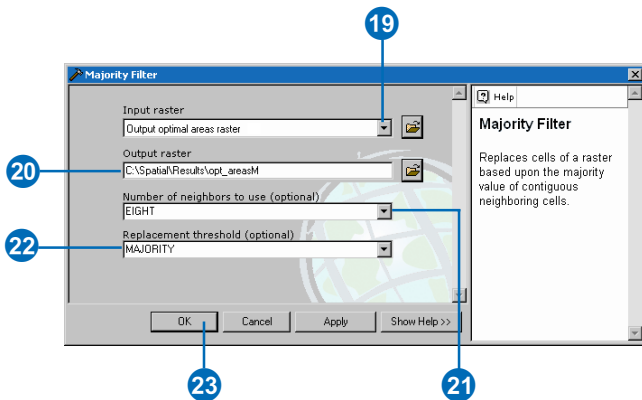 19
Majority Filter
Input raster
Output optimal areas raster
Output raster
20
C:\Spatial\Results\opt_areasM
Number of neighbors to use (optional)
EIGHT
Replacement threshold (optional)
22
MAJORITY
OK
Cancel
Apply
Show Help >>
Help
Majority Filter
Replaces cells of a raster
based upon the majority
value of contiguous
neighboring cells.
23
21